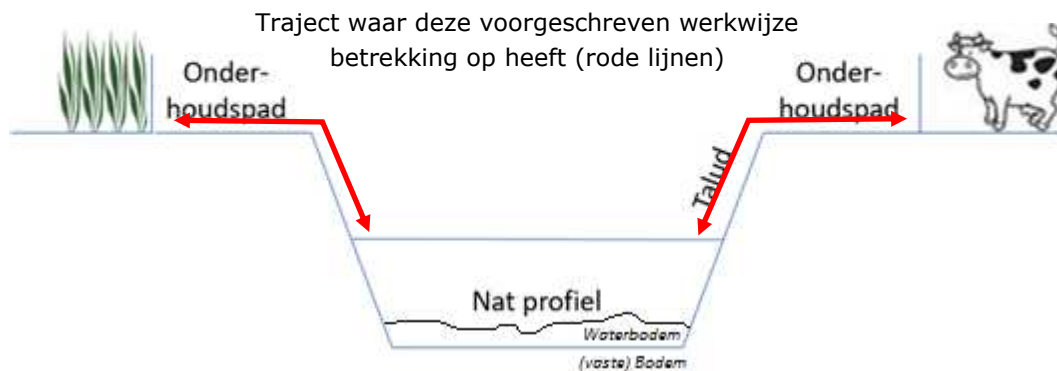 Traject waar deze voorgeschreven werkwijze
betrekking op heeft (rode lijnen)
Onder-
houdspad
Onder-
houdspad
Talud
Nat profiel
Waterbodem
(vaste) Bodem